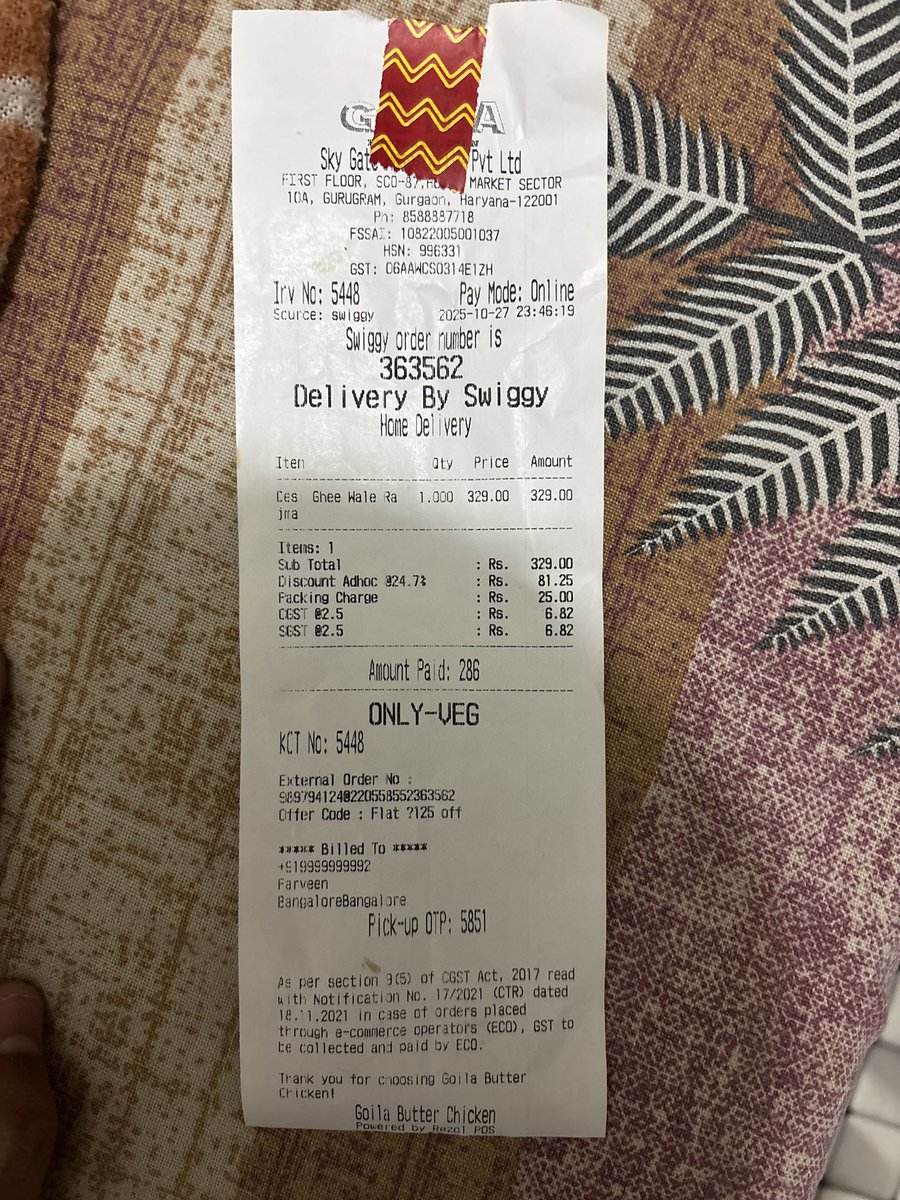 Sky Pvt Ltd
FIRST FLOOR, SCO-87, MARKET SECTOR
10A, GURUGRAM, Gurgaon, Haryana-122001
Ph: 8588887718
FSSAI: 10822005001037
HSN: 996331
GST: 06AAWCS0314E1ZH
Inv No: 5448 Pay Mode: Online
Source: swiggy 2025-10-27 23:46:19
Swiggy order number is
363562
Delivery By Swiggy
Home Delivery
Item Qty Price Amount
Des Ghee Wale Ra 1.000 329.00 329.00
jma
Items: 1
Sub Total : Rs. 329.00
Discount Adhoc @24.7% : Rs. 81.25
Packing Charge : Rs. 25.00
CGST @2.5 : Rs. 6.82
SGST @2.5 : Rs. 6.82
Amount Paid: 286
ONLY-VEG
KOT No: 5448
External Order No :
Offer Code : Flat ?125 off
***** Billed To *****
+919999999992
Farveen
BangaloreBangalore
Pick-up OTP: 5851
As per section 9(5) of CGST Act, 2017 read
with Notification No. 17/2021 (CTR) dated
18.11.2021 in case of orders placed
through e-commerce operators (ECO), GST to
be collected and paid by ECO.
Thank you for choosing Goila Butter
Chicken!
Goila Butter Chicken
Powered by Rezol POS